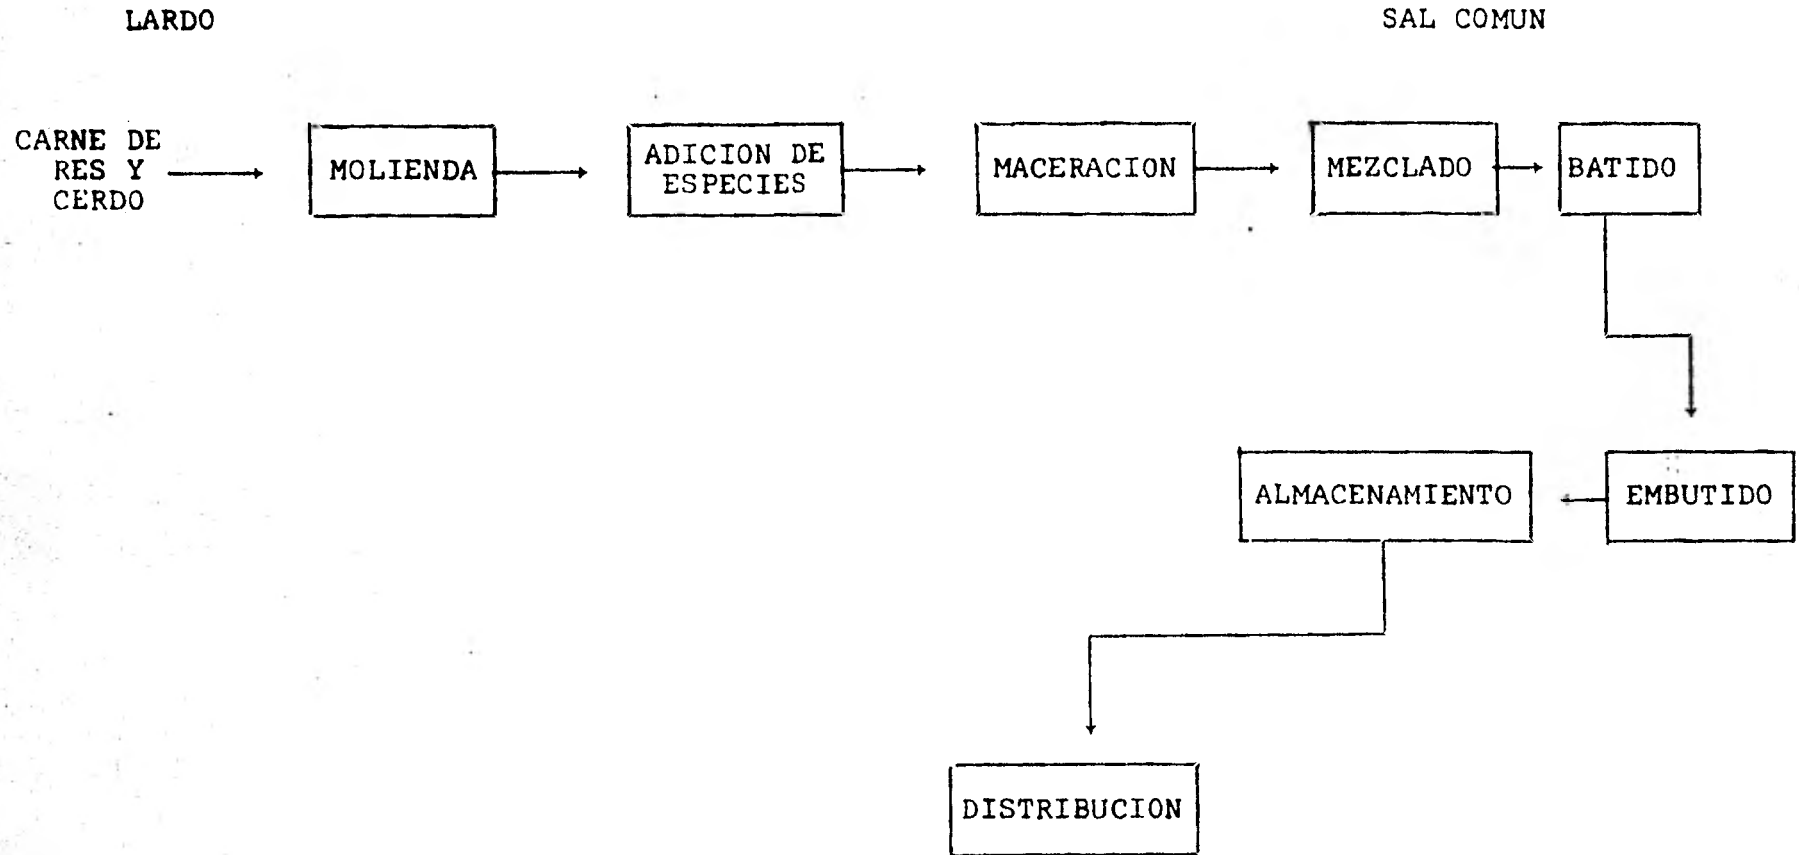 LARDO
SAL COMUN
CARNE DE
RES Y
CERDO
MOLIENDA
ADICION DE
ESPECIES
MACERACION
MEZCLADO
BATIDO
ALMACENAMIENTO
EMBUTIDO
DISTRIBUCION